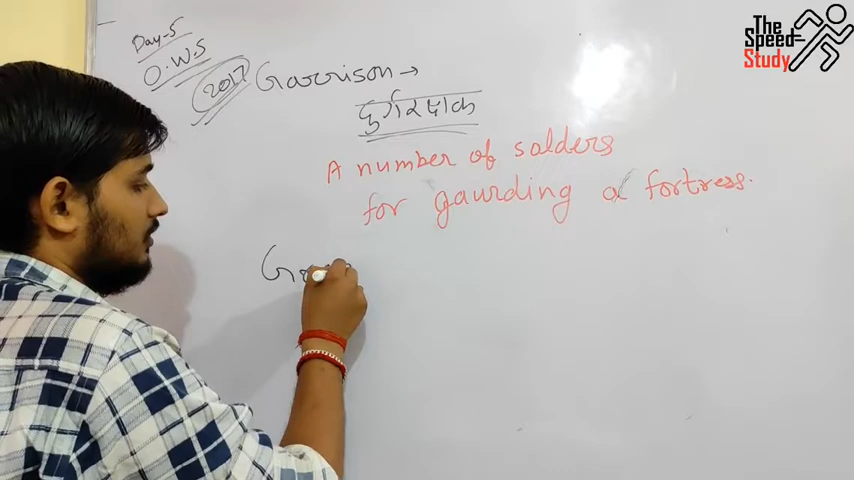 Day-5
O.W.S
2017 Garrison →
दुर्गरक्षक
A number of solders
for gaurding a fortress.
The
Speed
Study